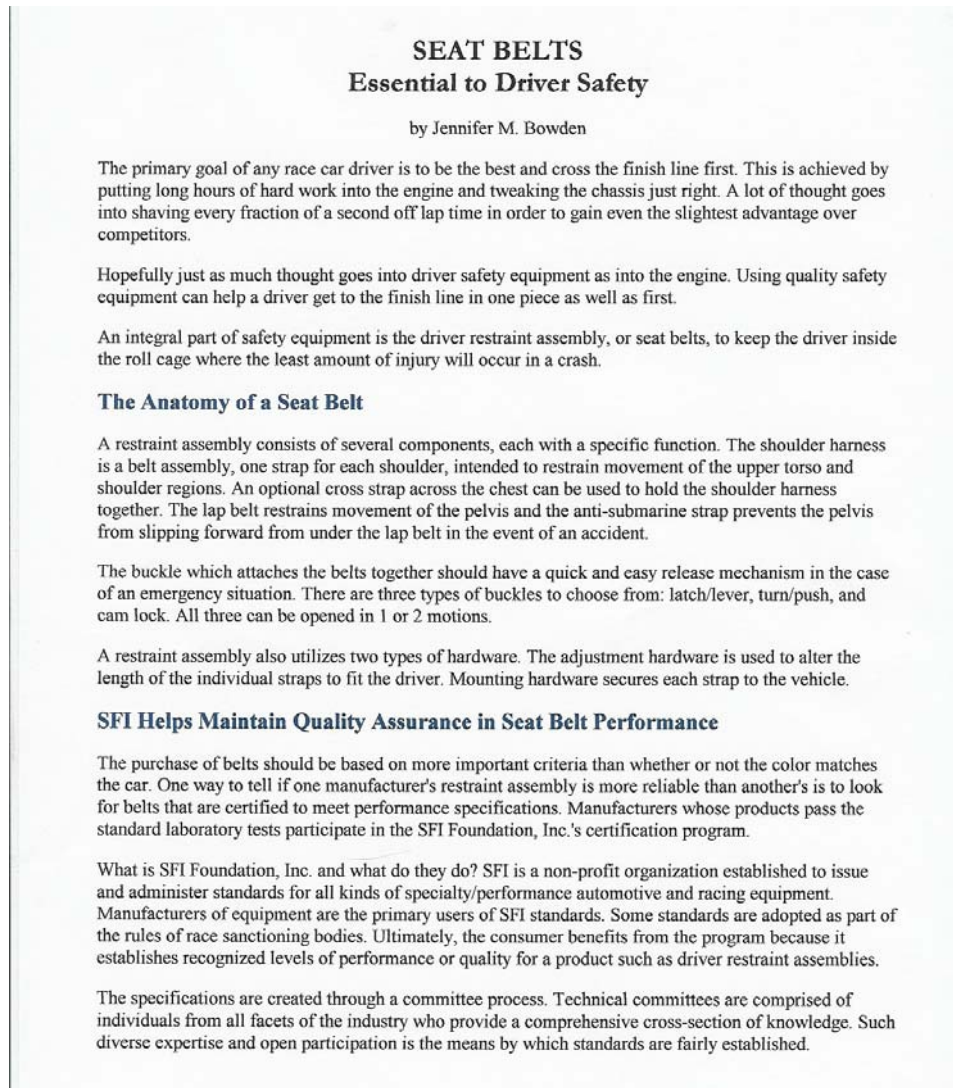 SEAT BELTS
Essential to Driver Safety
by Jennifer M. Bowden
The primary goal of any race car driver is to be the best and cross the finish line first. This is achieved by
putting long hours of hard work into the engine and tweaking the chassis just right. A lot of thought goes
into shaving every fraction of a second off lap time in order to gain even the slightest advantage over
competitors.
Hopefully just as much thought goes into driver safety equipment as into the engine. Using quality safety
equipment can help a driver get to the finish line in one piece as well as first.
An integral part of safety equipment is the driver restraint assembly, or seat belts, to keep the driver inside
the roll cage where the least amount of injury will occur in a crash.
The Anatomy of a Seat Belt
A restraint assembly consists of several components, each with a specific function. The shoulder harness
is a belt assembly, one strap for each shoulder, intended to restrain movement of the upper torso and
shoulder regions. An optional cross strap across the chest can be used to hold the shoulder harness
together. The lap belt restrains movement of the pelvis and the anti-submarine strap prevents the pelvis
from slipping forward from under the lap belt in the event of an accident.
The buckle which attaches the belts together should have a quick and easy release mechanism in the case
of an emergency situation. There are three types of buckles to choose from: latch/lever, turn/push, and
cam lock. All three can be opened in 1 or 2 motions.
A restraint assembly also utilizes two types of hardware. The adjustment hardware is used to alter the
length of the individual straps to fit the driver. Mounting hardware secures each strap to the vehicle.
SFI Helps Maintain Quality Assurance in Seat Belt Performance
The purchase of belts should be based on more important criteria than whether or not the color matches
the car. One way to tell if one manufacturer's restraint assembly is more reliable than another's is to look
for belts that are certified to meet performance specifications. Manufacturers whose products pass the
standard laboratory tests participate in the SFI Foundation, Inc.'s certification program.
What is SFI Foundation, Inc. and what do they do? SFI is a non-profit organization established to issue
and administer standards for all kinds of specialty/performance automotive and racing equipment.
Manufacturers of equipment are the primary users of SFI standards. Some standards are adopted as part of
the rules of race sanctioning bodies. Ultimately, the consumer benefits from the program because it
establishes recognized levels of performance or quality for a product such as driver restraint assemblies.
The specifications are created through a committee process. Technical committees are comprised of
individuals from all facets of the industry who provide a comprehensive cross-section of knowledge. Such
diverse expertise and open participation is the means by which standards are fairly established.